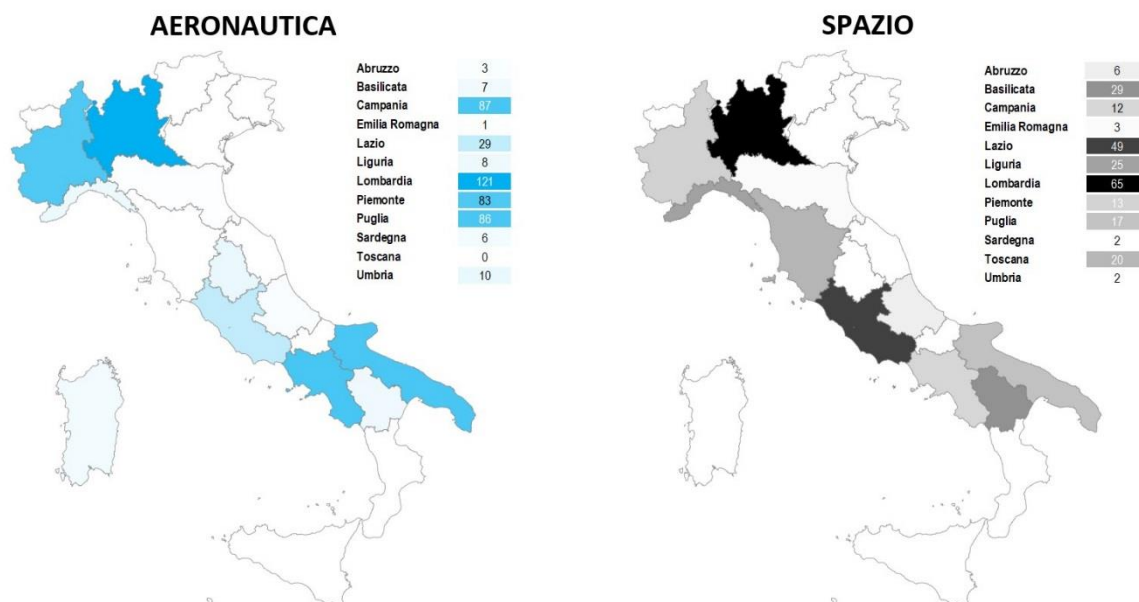 AERONAUTICA
Abruzzo 3
Basilicata 7
Campania 87
Emilia Romagna 1
Lazio 29
Liguria 8
Lombardia 121
Piemonte 83
Puglia 86
Sardegna 6
Toscana 0
Umbria 10
SPAZIO
Abruzzo 6
Basilicata 29
Campania 12
Emilia Romagna 3
Lazio 49
Liguria 25
Lombardia 65
Piemonte 13
Puglia 17
Sardegna 2
Toscana 20
Umbria 2